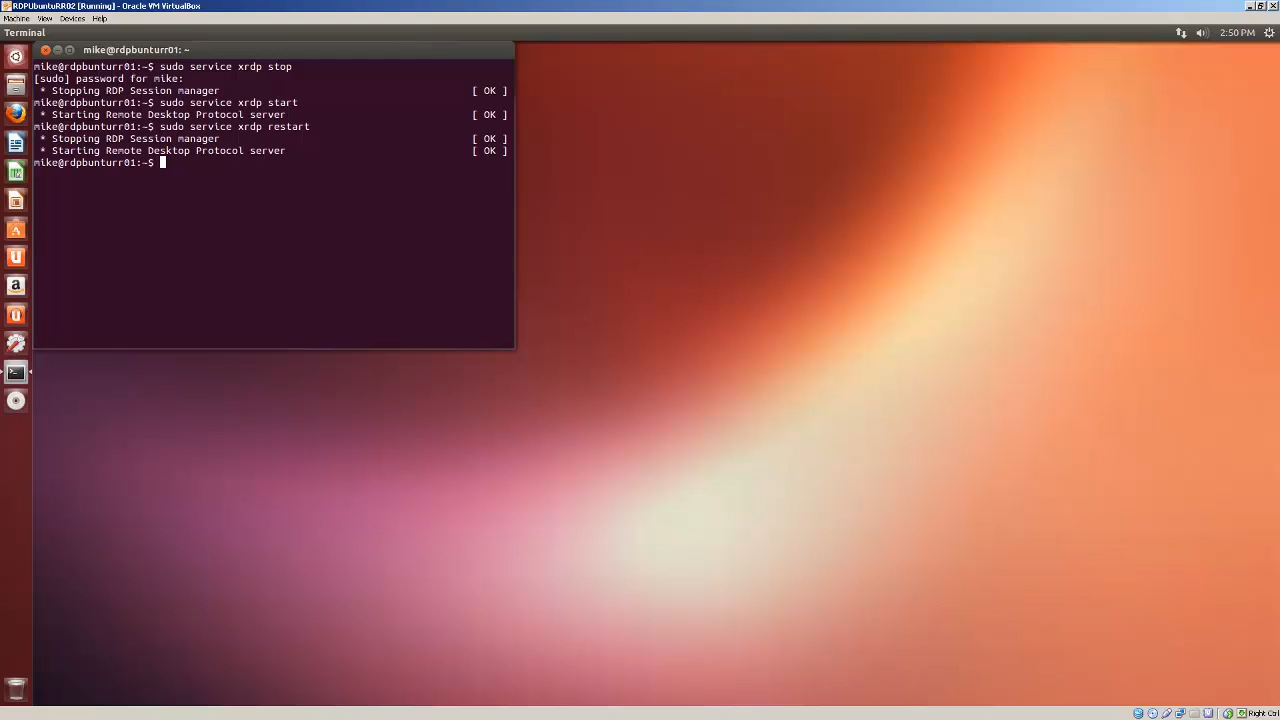 RDPUbuntuRR02 [Running] - Oracle VM VirtualBox
Machine View Devices Help
Terminal
2:50 PM
mike@rdpbunturr01: ~
mike@rdpbunturr01:~$ sudo service xrdp stop
[sudo] password for mike:
 * Stopping RDP Session manager [ OK ]
mike@rdpbunturr01:~$ sudo service xrdp start
 * Starting Remote Desktop Protocol server [ OK ]
mike@rdpbunturr01:~$ sudo service xrdp restart
 * Stopping RDP Session manager [ OK ]
 * Starting Remote Desktop Protocol server [ OK ]
mike@rdpbunturr01:~$
Right Ctrl